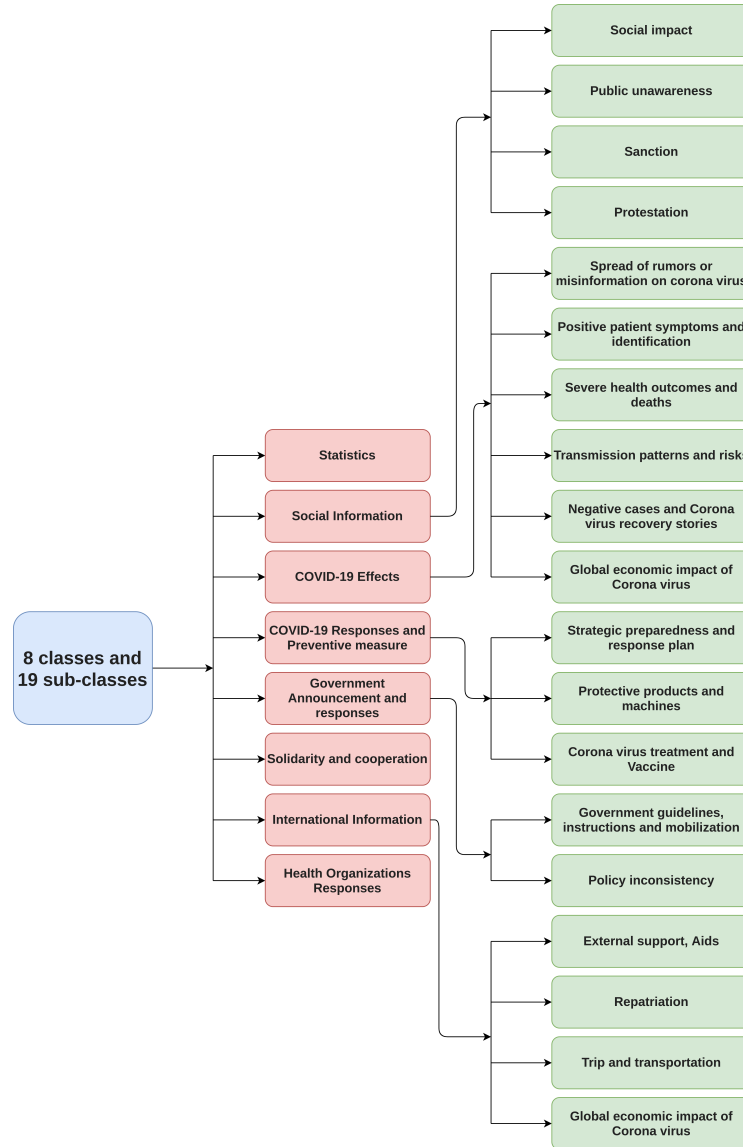 8 classes and
19 sub-classes
Statistics
Social Information
COVID-19 Effects
COVID-19 Responses and
Preventive measure
Government
Announcement and
responses
Solidarity and cooperation
International Information
Health Organizations
Responses
Social impact
Public unawareness
Sanction
Protestation
Spread of rumors or
misinformation on corona virus
Positive patient symptoms and
identification
Severe health outcomes and
deaths
Transmission patterns and risks
Negative cases and Corona
virus recovery stories
Global economic impact of
Corona virus
Strategic preparedness and
response plan
Protective products and
machines
Corona virus treatment and
Vaccine
Government guidelines,
instructions and mobilization
Policy inconsistency
External support, Aids
Repatriation
Trip and transportation
Global economic impact of
Corona virus